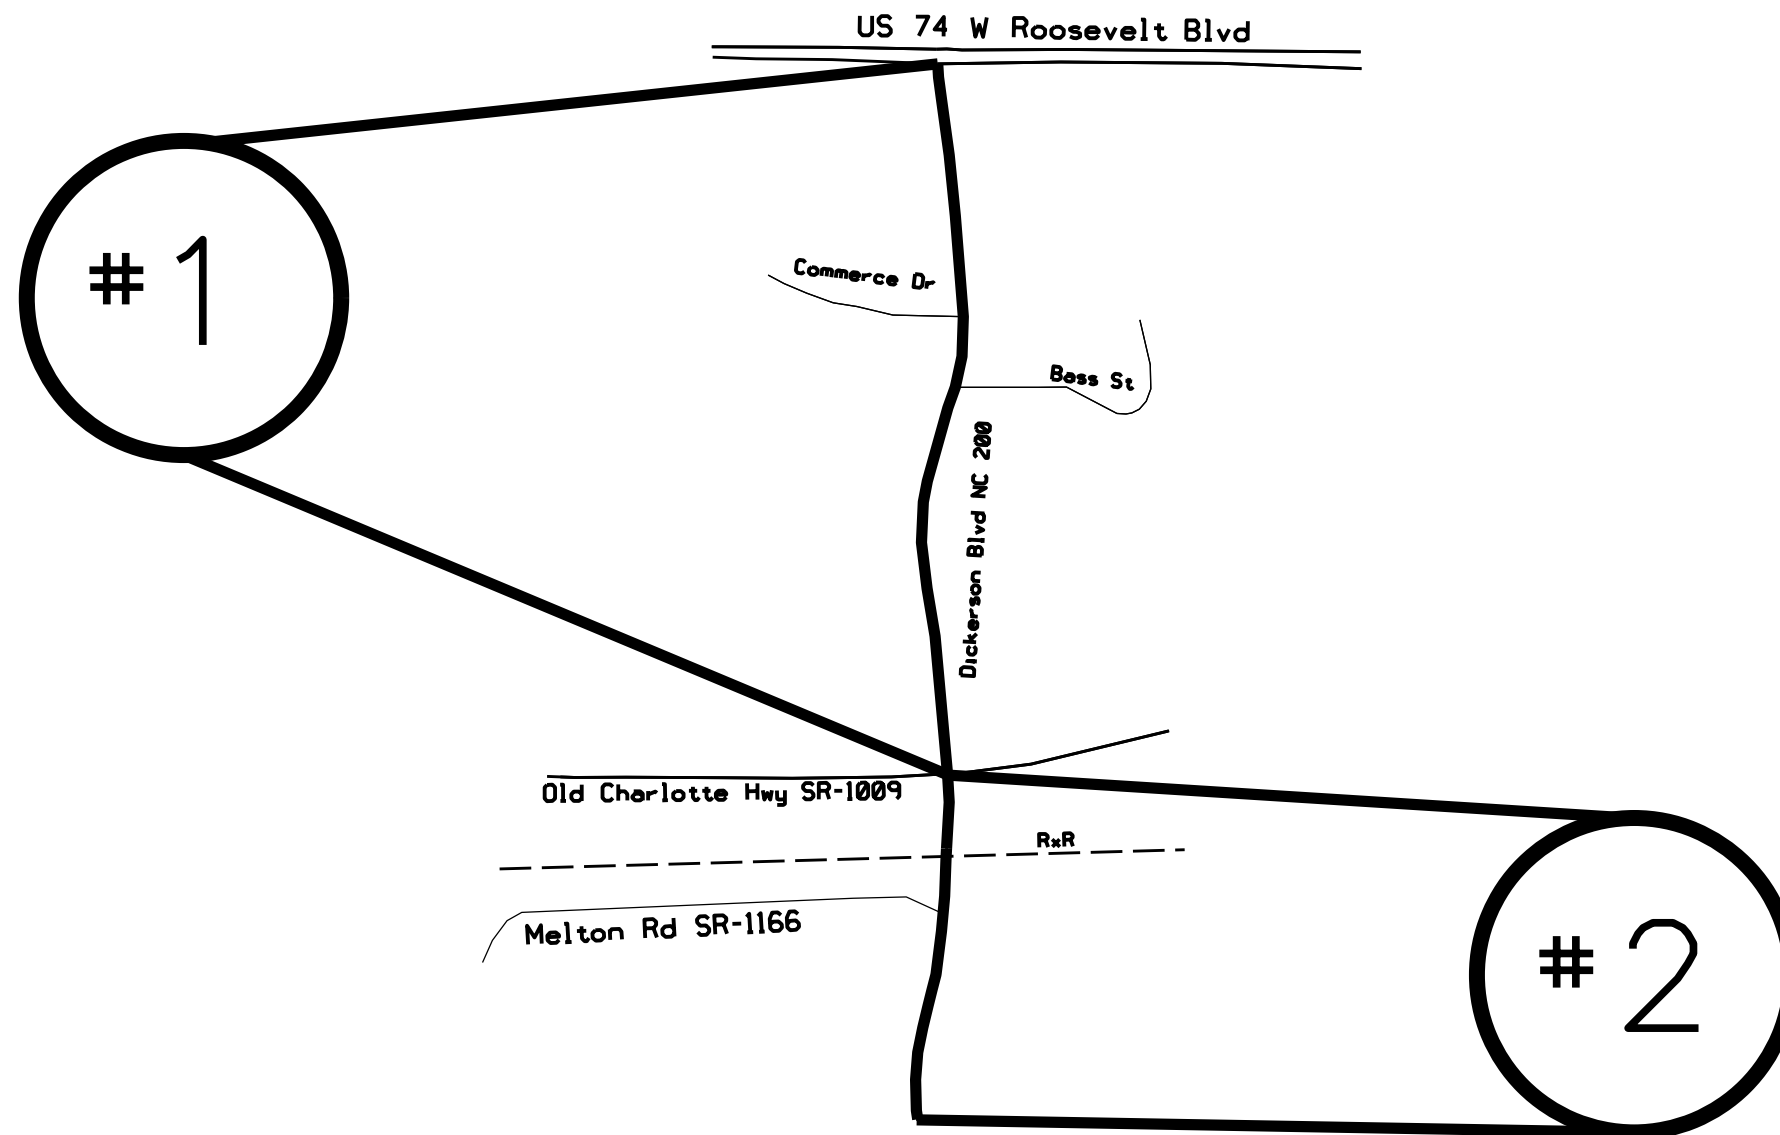 US 74 W Roosevelt Blvd
#1
Commerce Dr
Bass St
Dickerson Blvd NC 200
Old Charlotte Hwy SR-1009
RxR
Melton Rd SR-1166
#2